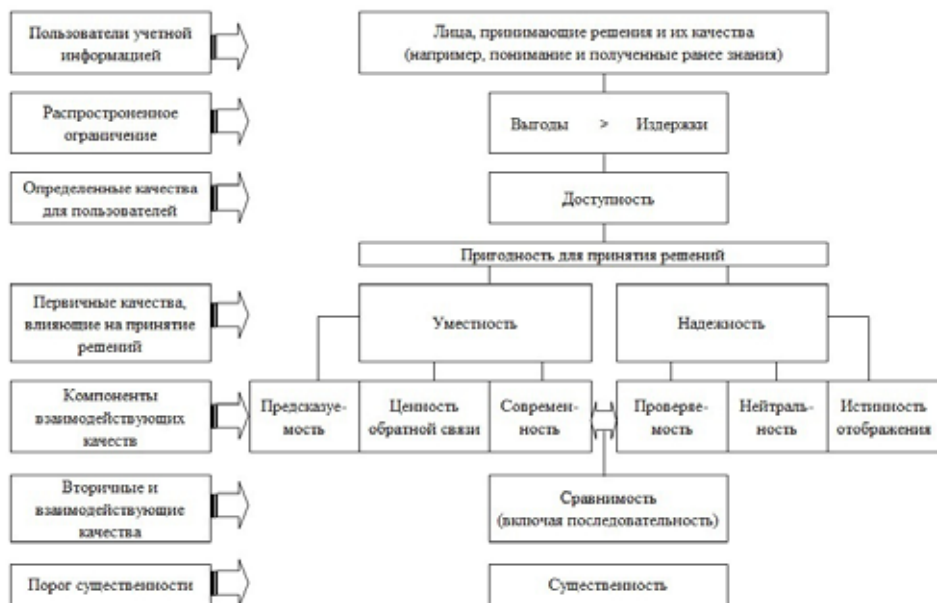 Пользователи учетной
информацией
Лица, принимающие решения и их качества
(например, понимание и полученные ранее знания)
Распростроненное
ограничение
Выгоды > Издержки
Определенные качества
для пользователей
Доступность
Пригодность для принятия решений
Первичные качества,
влияющие на принятие
решений
Уместность
Надежность
Компоненты
взаимодействующих
качеств
Предсказуе-
мость
Ценность
обратной связи
Современ-
ность
Проверяе-
мость
Нейтраль-
ность
Истинность
отображения
Вторичные и
взаимодействующие
качества
Сравнимость
(включая последовательность)
Порог существенности
Существенность